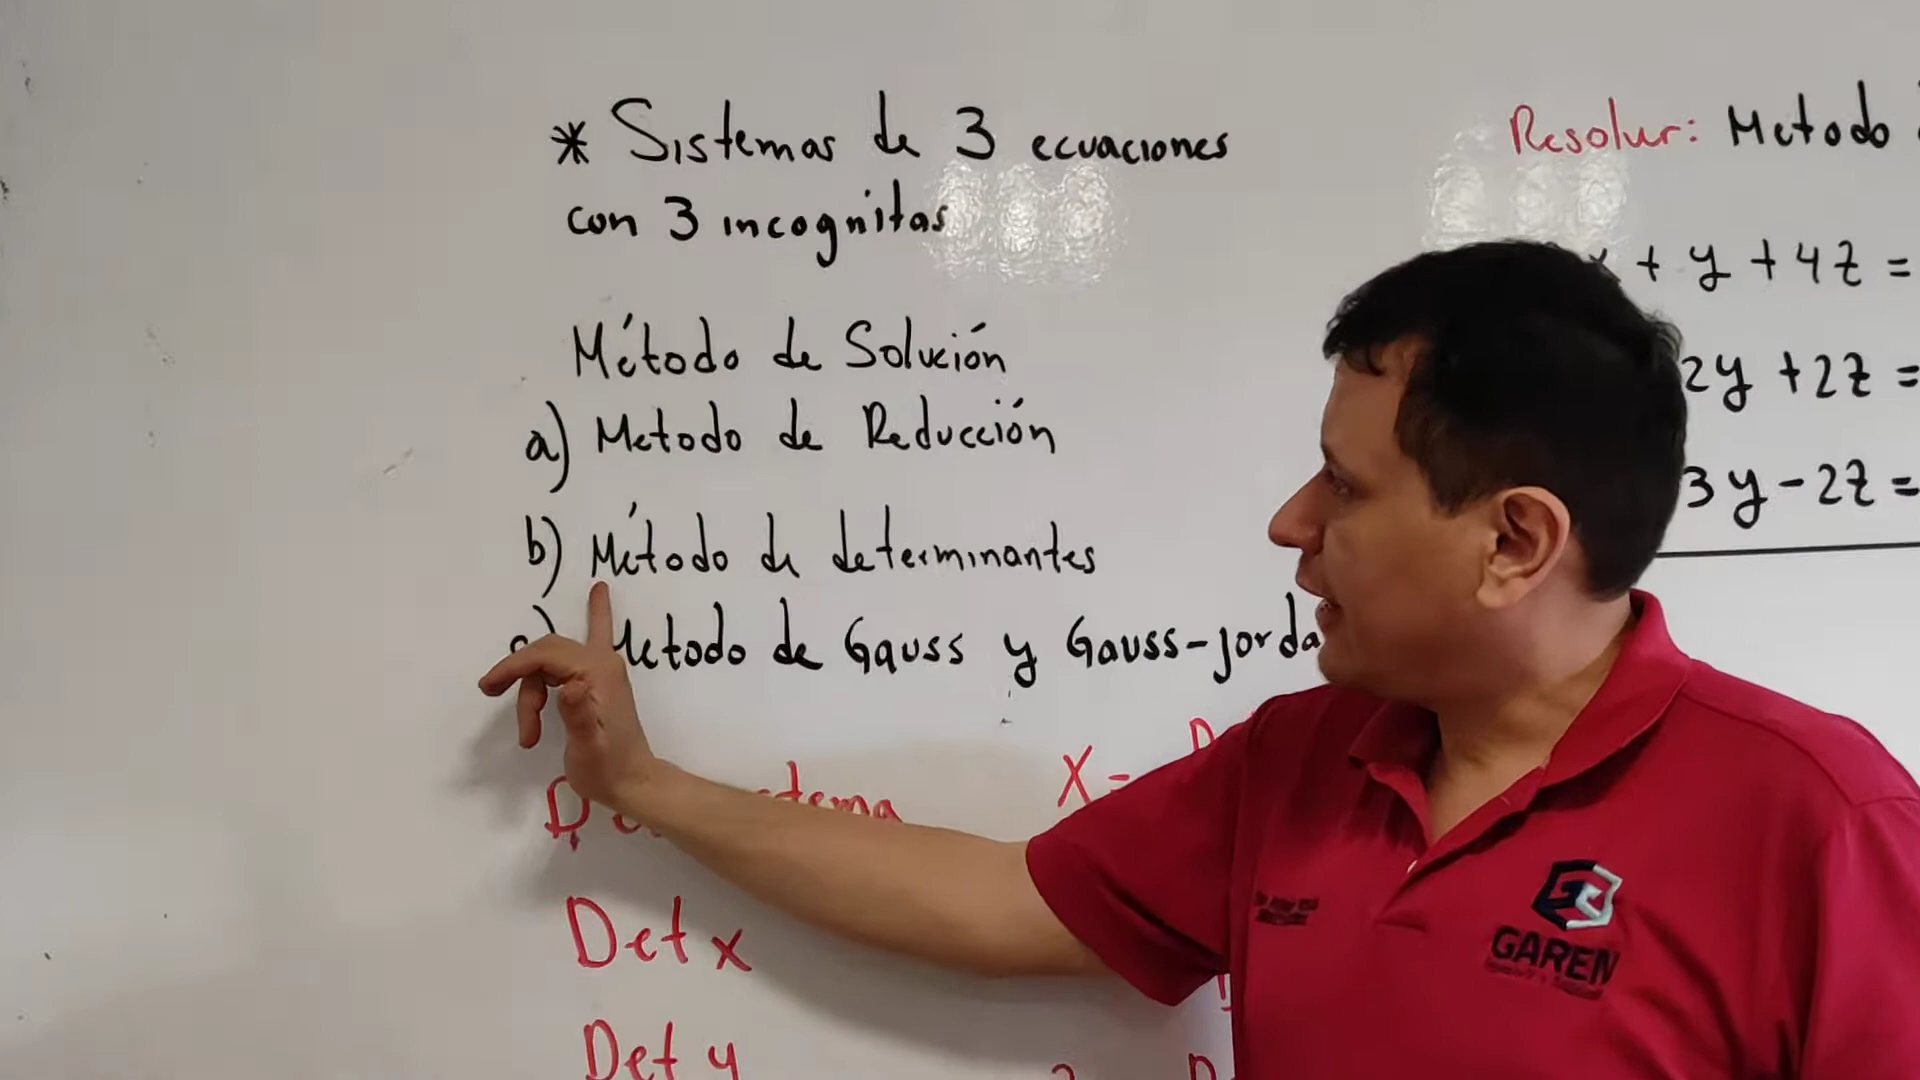 * Sistemas de 3 ecuaciones
con 3 incognitas
Método de Solución
a) Metodo de Reducción
b) Método de determinantes
Metodo de Gauss y Gauss-jorda
Det x
Det y
x =
Resolver: Metodo
+ y + 4z =
2y + 2z =
3y - 2z =
GAREN